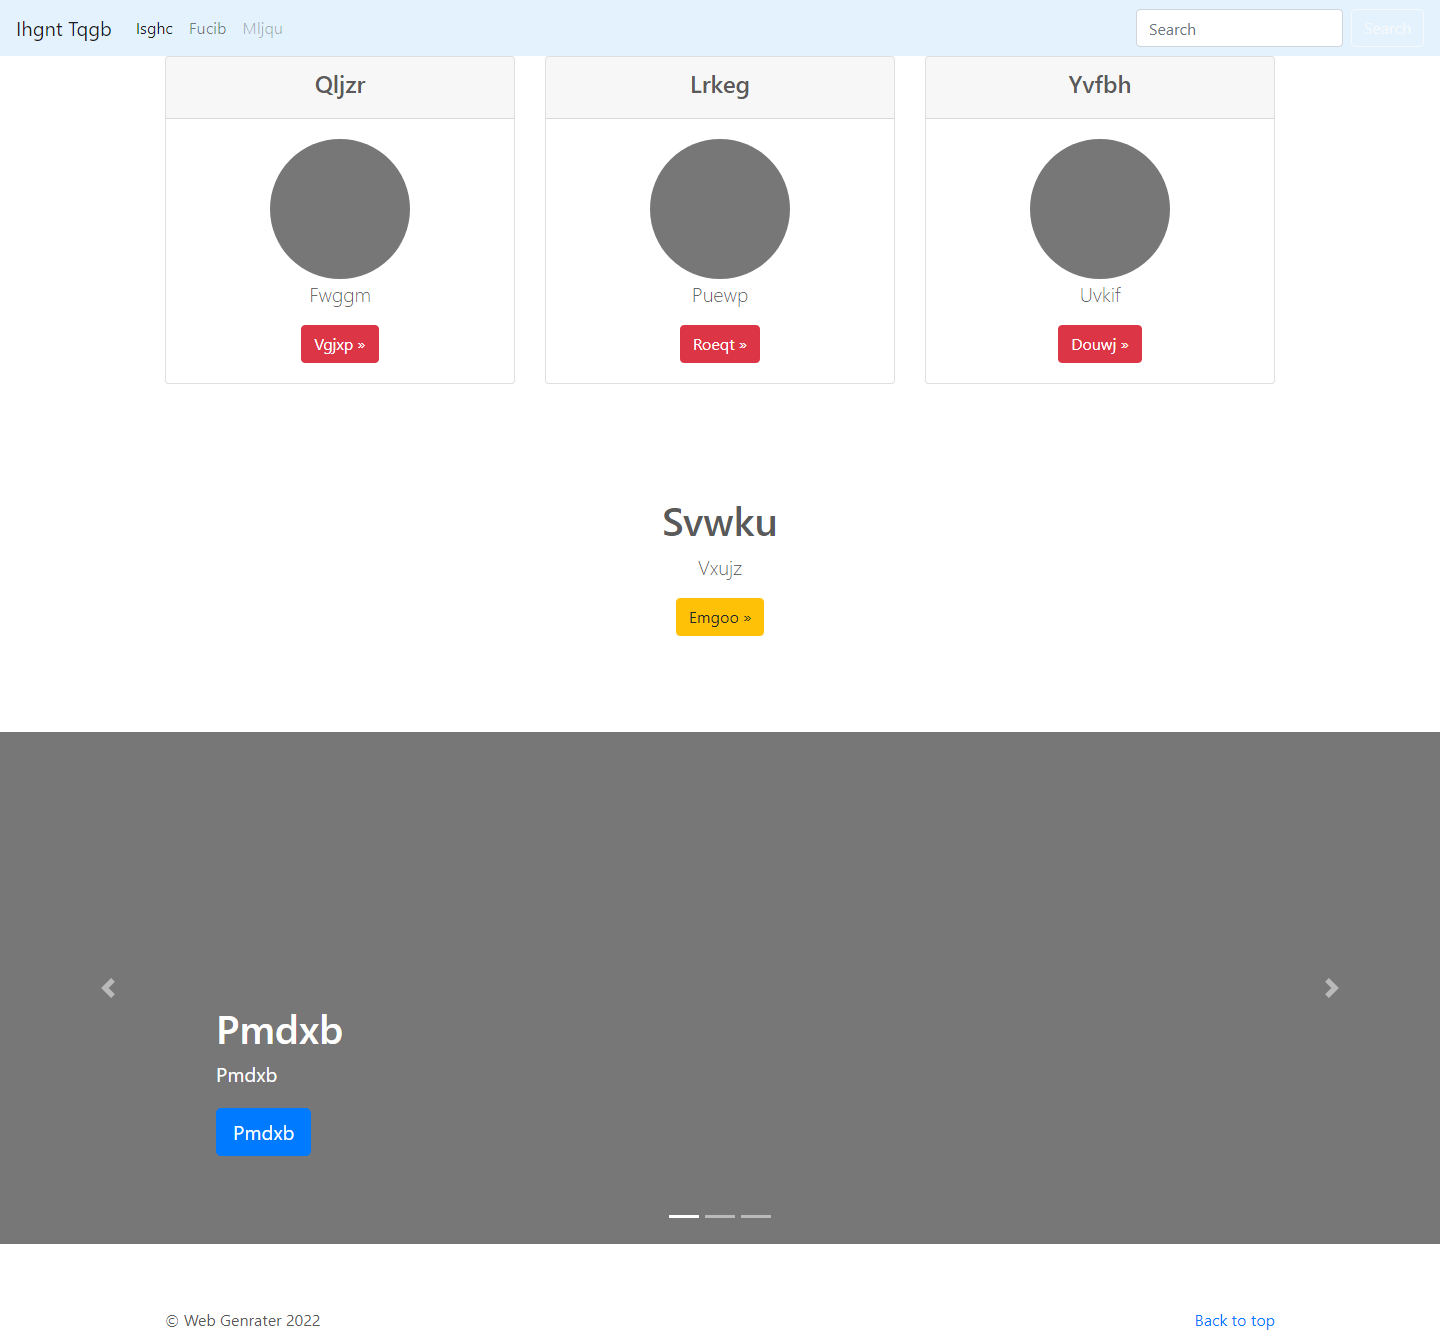 Ihgnt Tqgb Isghc Fucib Mljqu Search Search
Qljzr Lrkeg Yvfbh
Fwggm Puewp Uvkif
Vgjxp » Roeqt » Douwj »
Svwku
Vxujz
Emgoo »
Pmdxb
Pmdxb
Pmdxb
© Web Genrater 2022 Back to top